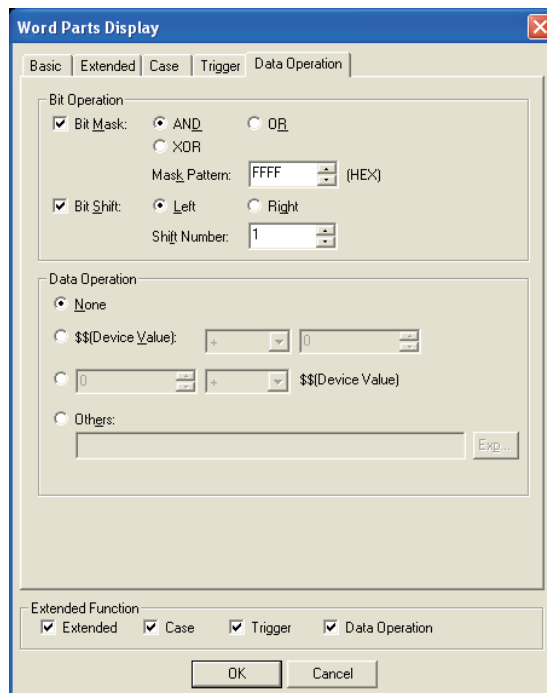 Word Parts Display
Basic Extended Case Trigger Data Operation
Bit Operation
Bit Mask: AND OR
XOR
Mask Pattern: FFFF (HEX)
Bit Shift: Left Right
Shift Number: 1
Data Operation
None
$$(Device Value): + 0
0 + $$(Device Value)
Others:
Exp...
Extended Function
Extended Case Trigger Data Operation
OK Cancel